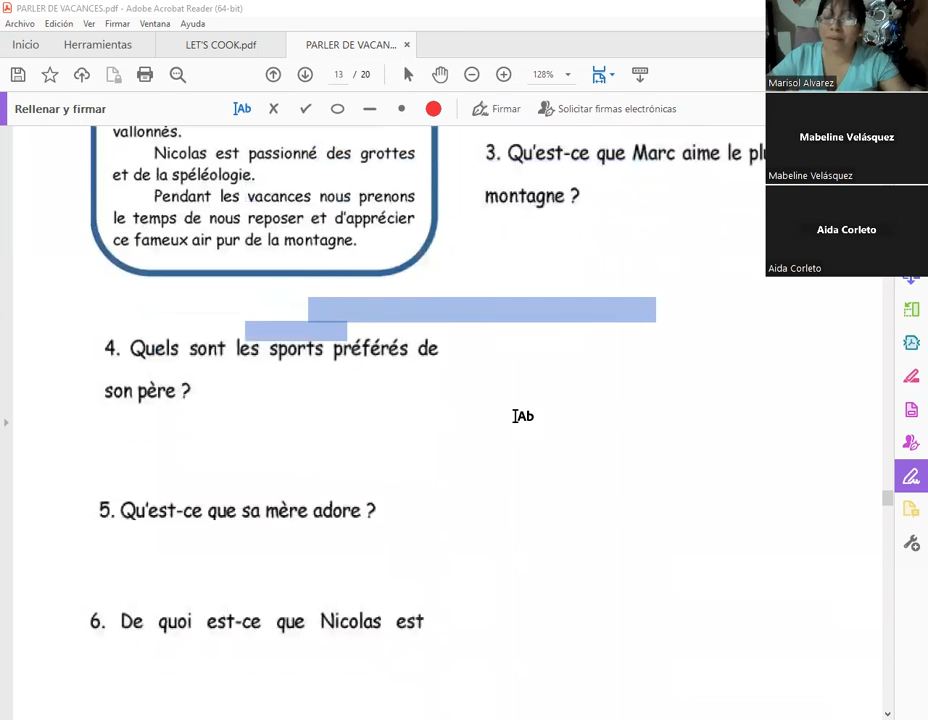 PARLER DE VACANCES.pdf - Adobe Acrobat Reader (64-bit)
Archivo Edición Ver Firmar Ventana Ayuda
Inicio Herramientas LET'S COOK.pdf PARLER DE VACAN... ×
13 / 20 128%
Rellenar y firmar Ab Firmar Solicitar firmas electrónicas
Marisol Alvarez
Mabeline Velásquez
Mabeline Velásquez
Aida Corleto
Aida Corleto
vallonnés.
Nicolas est passionné des grottes
et de la spéléologie.
Pendant les vacances nous prenons
le temps de nous reposer et d'apprécier
ce fameux air pur de la montagne.
3. Qu'est-ce que Marc aime le
montagne ?
4. Quels sont les sports préférés de
son père ?
Ab
5. Qu'est-ce que sa mère adore ?
6. De quoi est-ce que Nicolas est